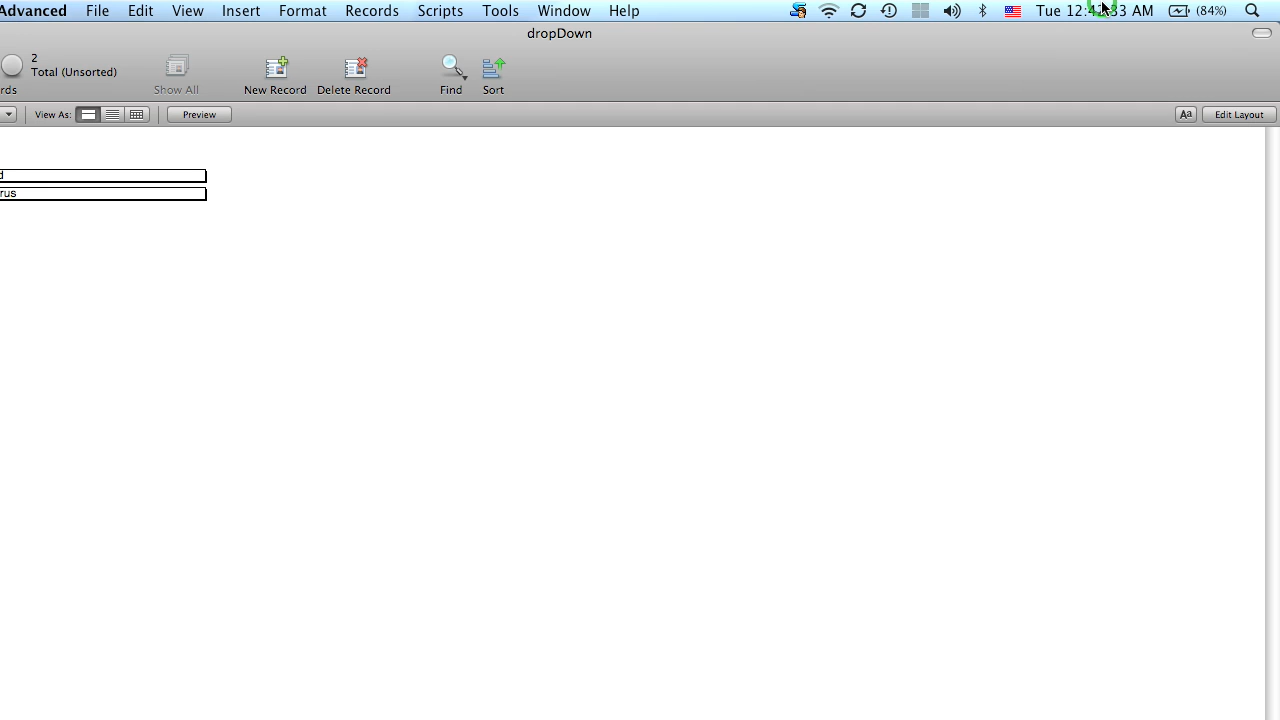 Advanced File Edit View Insert Format Records Scripts Tools Window Help Tue AM (84%)
dropDown
2
Total (Unsorted)
rds Show All New Record Delete Record Find Sort
View As: Preview Aa Edit Layout
d
rus